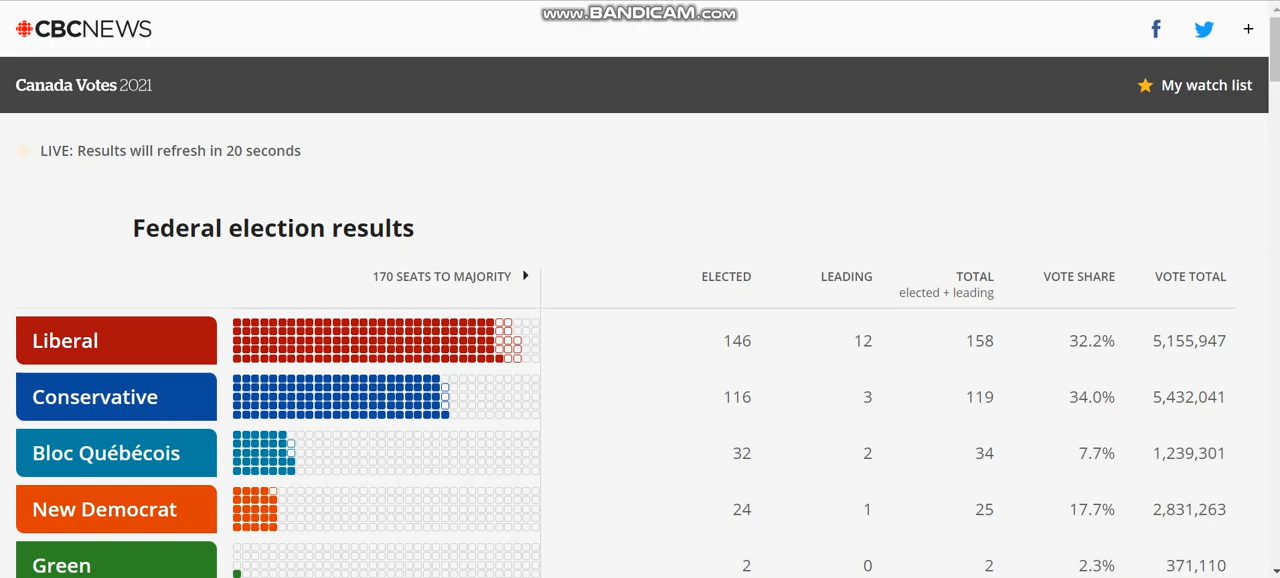 www.BANDICAM.com
CBCNEWS
f
+
Canada Votes 2021
My watch list
LIVE: Results will refresh in 20 seconds
Federal election results
170 SEATS TO MAJORITY
ELECTED LEADING TOTAL VOTE SHARE VOTE TOTAL
elected + leading
Liberal 146 12 158 32.2% 5,155,947
Conservative 116 3 119 34.0% 5,432,041
Bloc Québécois 32 2 34 7.7% 1,239,301
New Democrat 24 1 25 17.7% 2,831,263
Green 2 0 2 2.3% 371,110